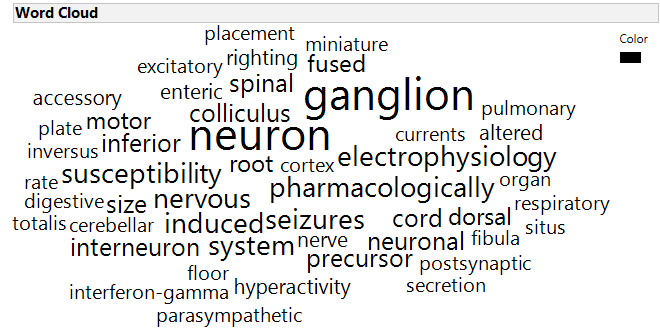 Word Cloud
Color
placement
miniature
righting
excitatory
fused
spinal
enteric
ganglion
accessory
colliculus
pulmonary
plate motor
neuron
currents altered
inversus inferior
root cortex electrophysiology
rate susceptibility
pharmacologically organ
digestive size nervous
respiratory
totalis cerebellar induced seizures cord dorsal situs
interneuron system nerve neuronal fibula
precursor postsynaptic
floor
interferon-gamma hyperactivity secretion
parasympathetic